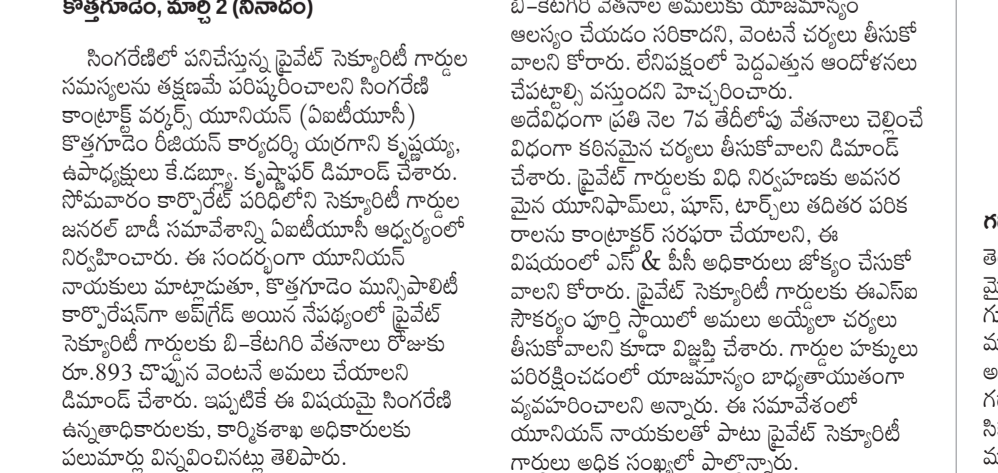 కొత్తగూడెం, మార్చి 2 (నినాదం)
సింగరేణిలో పనిచేస్తున్న ప్రైవేట్ సెక్యూరిటీ గార్డుల
సమస్యలను తక్షణమే పరిష్కరించాలని సింగరేణి
కాంట్రాక్ట్ వర్కర్స్ యూనియన్ (ఏఐటీయూసీ)
కొత్తగూడెం రీజియన్ కార్యదర్శి యర్రగాని కృష్ణయ్య,
ఉపాధ్యక్షులు కే.డబ్ల్యూ. కృష్ణాఫర్ డిమాండ్ చేశారు.
సోమవారం కార్పొరేట్ పరిధిలోని సెక్యూరిటీ గార్డుల
జనరల్ బాడీ సమావేశాన్ని ఏఐటీయూసీ ఆధ్వర్యంలో
నిర్వహించారు. ఈ సందర్భంగా యూనియన్
నాయకులు మాట్లాడుతూ, కొత్తగూడెం మున్సిపాలిటీ
కార్పొరేషన్‌గా అప్‌గ్రేడ్ అయిన నేపథ్యంలో ప్రైవేట్
సెక్యూరిటీ గార్డులకు బి–కేటగిరి వేతనాలు రోజుకు
రూ.893 చొప్పున వెంటనే అమలు చేయాలని
డిమాండ్ చేశారు. ఇప్పటికే ఈ విషయమై సింగరేణి
ఉన్నతాధికారులకు, కార్మికశాఖ అధికారులకు
పలుమార్లు విన్నవించినట్లు తెలిపారు.
బి–కేటగిరి వేతనాల అమలుకు యాజమాన్యం
ఆలస్యం చేయడం సరికాదని, వెంటనే చర్యలు తీసుకో
వాలని కోరారు. లేనిపక్షంలో పెద్దఎత్తున ఆందోళనలు
చేపట్టాల్సి వస్తుందని హెచ్చరించారు.
అదేవిధంగా ప్రతి నెల 7వ తేదీలోపు వేతనాలు చెల్లించే
విధంగా కఠినమైన చర్యలు తీసుకోవాలని డిమాండ్
చేశారు. ప్రైవేట్ గార్డులకు విధి నిర్వహణకు అవసర
మైన యూనిఫామ్‌లు, షూస్, టార్చ్‌లు తదితర పరిక
రాలను కాంట్రాక్టర్ సరఫరా చేయాలని, ఈ
విషయంలో ఎస్ & పీసీ అధికారులు జోక్యం చేసుకో
వాలని కోరారు. ప్రైవేట్ సెక్యూరిటీ గార్డులకు ఈఎస్ఐ
సౌకర్యం పూర్తి స్థాయిలో అమలు అయ్యేలా చర్యలు
తీసుకోవాలని కూడా విజ్ఞప్తి చేశారు. గార్డుల హక్కులు
పరిరక్షించడంలో యాజమాన్యం బాధ్యతాయుతంగా
వ్యవహరించాలని అన్నారు. ఈ సమావేశంలో
యూనియన్ నాయకులతో పాటు ప్రైవేట్ సెక్యూరిటీ
గార్డులు అధిక సంఖ్యలో పాల్గొన్నారు.